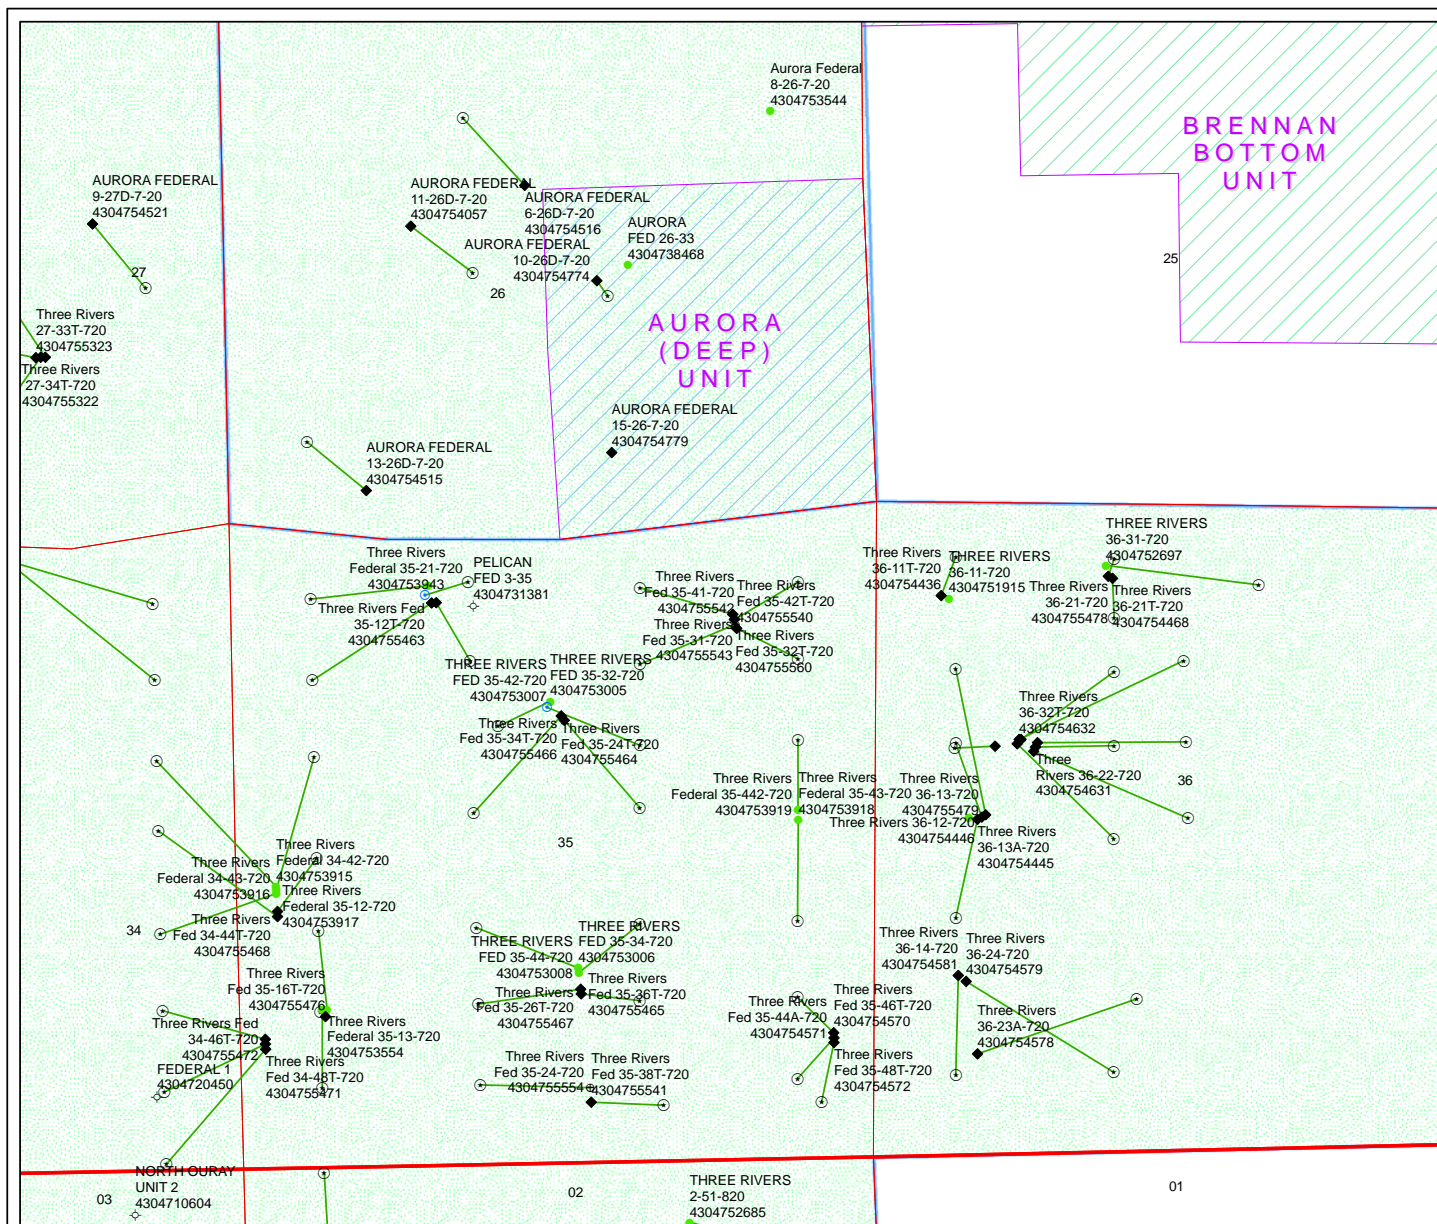 Aurora Federal
8-26-7-20
4304753544
BRENNAN
BOTTOM
UNIT
AURORA FEDERAL
9-27D-7-20
4304754521
AURORA FEDERAL
11-26D-7-20
4304754057
AURORA FEDERAL
6-26D-7-20
4304754516
AURORA FEDERAL
10-26D-7-20
4304754774
AURORA
FED 26-33
4304738468
27
26
25
Three Rivers
27-33T-720
4304755323
Three Rivers
27-34T-720
4304755322
AURORA
(DEEP)
UNIT
AURORA FEDERAL
15-26-7-20
4304754779
AURORA FEDERAL
13-26D-7-20
4304754515
Three Rivers
Federal 35-21-720
4304753943
PELICAN
FED 3-35
4304731381
Three Rivers Fed
35-12T-720
4304755463
Three Rivers
Fed 35-41-720
4304755542
Three Rivers
Fed 35-42T-720
4304755540
Three Rivers
Fed 35-31-720
4304755543
Three Rivers
Fed 35-32T-720
4304755560
Three Rivers
36-11T-720
4304754436
THREE RIVERS
36-11-720
4304751915
THREE RIVERS
36-31-720
4304752697
Three Rivers
36-21-720
4304755478
Three Rivers
36-21T-720
4304754468
THREE RIVERS
FED 35-42-720
4304753007
THREE RIVERS
FED 35-32-720
4304753005
Three Rivers
Fed 35-34T-720
4304755466
Three Rivers
Fed 35-24T-720
4304755464
Three Rivers
36-32T-720
4304754632
Three
Rivers 36-22-720
4304754631
36
Three Rivers
Federal 35-442-720
4304753919
Three Rivers
Federal 35-43-720
4304753918
Three Rivers
36-13-720
4304755479
Three Rivers 36-12-720
4304754446
Three Rivers
36-13A-720
4304754445
35
Three Rivers
Federal 34-42-720
4304753915
Three Rivers
Federal 34-43-720
4304753916
Three Rivers
Federal 35-12-720
4304753917
34
Three Rivers
Fed 34-44T-720
4304755468
THREE RIVERS
FED 35-44-720
4304753008
THREE RIVERS
FED 35-34-720
4304753006
Three Rivers
36-14-720
4304754581
Three Rivers
36-24-720
4304754579
Three Rivers
Fed 35-16T-720
4304755476
Three Rivers
Federal 35-13-720
4304753554
Three Rivers
Fed 35-26T-720
4304755467
Three Rivers
Fed 35-36T-720
4304755465
Three Rivers
Fed 35-44A-720
4304754571
Three Rivers
Fed 35-46T-720
4304754570
Three Rivers
36-23A-720
4304754578
Three Rivers Fed
34-46T-720
4304755472
FEDERAL 1
4304720450
Three Rivers
Fed 34-48T-720
4304755471
Three Rivers
Fed 35-24-720
4304755554
Three Rivers
Fed 35-38T-720
4304755541
Three Rivers
Fed 35-48T-720
4304754572
NORTH OURAY
UNIT 2
4304710604
03
02
01
THREE RIVERS
2-51-820
4304752685